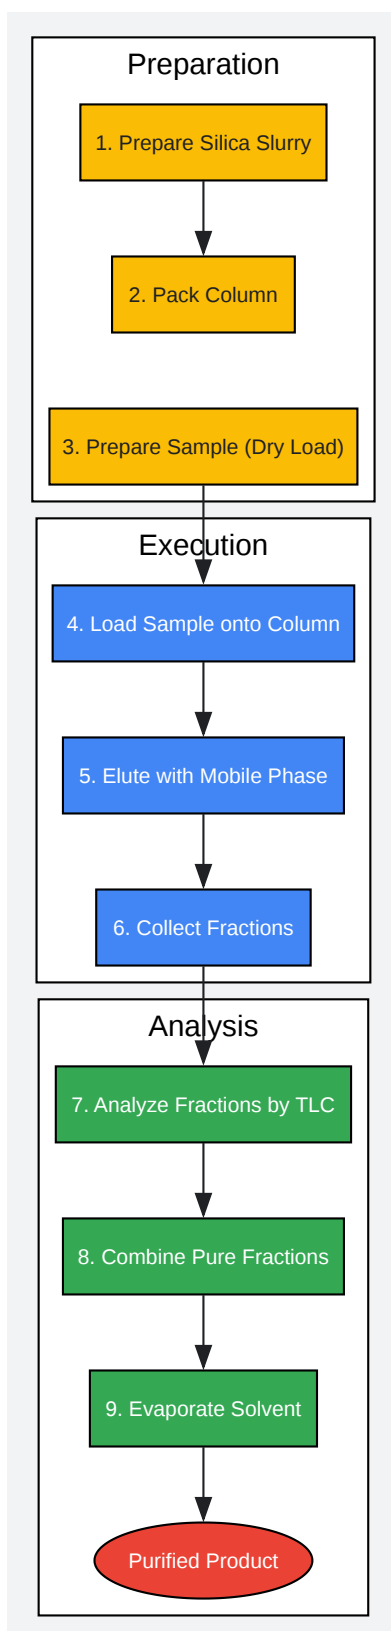 Preparation
1. Prepare Silica Slurry
2. Pack Column
3. Prepare Sample (Dry Load)
Execution
4. Load Sample onto Column
5. Elute with Mobile Phase
6. Collect Fractions
Analysis
7. Analyze Fractions by TLC
8. Combine Pure Fractions
9. Evaporate Solvent
Purified Product